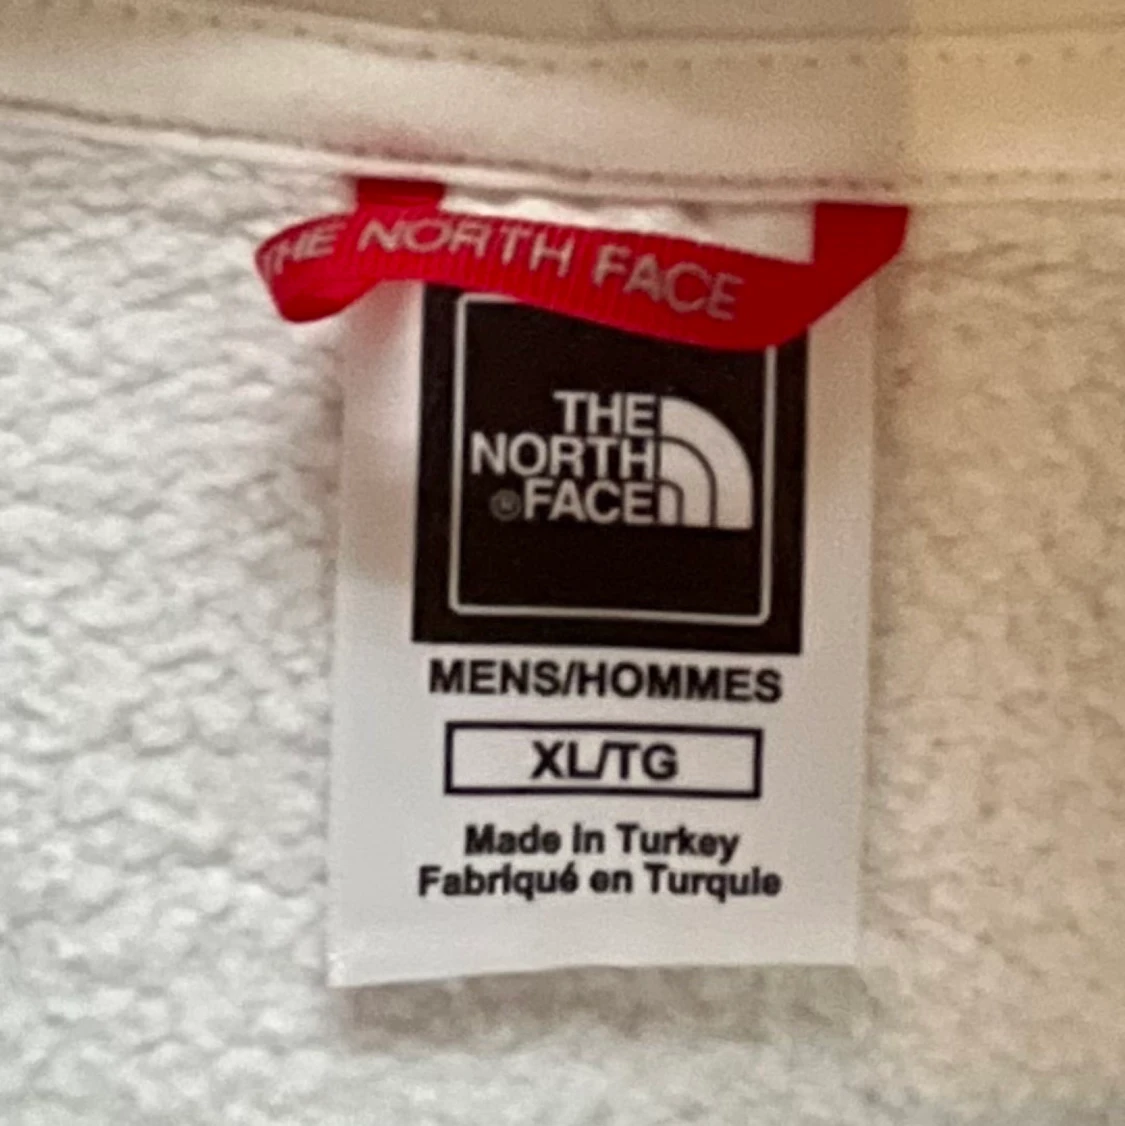 THE NORTH FACE
THE
NORTH
®FACE
MENS/HOMMES
XL/TG
Made in Turkey
Fabriqué en Turquie